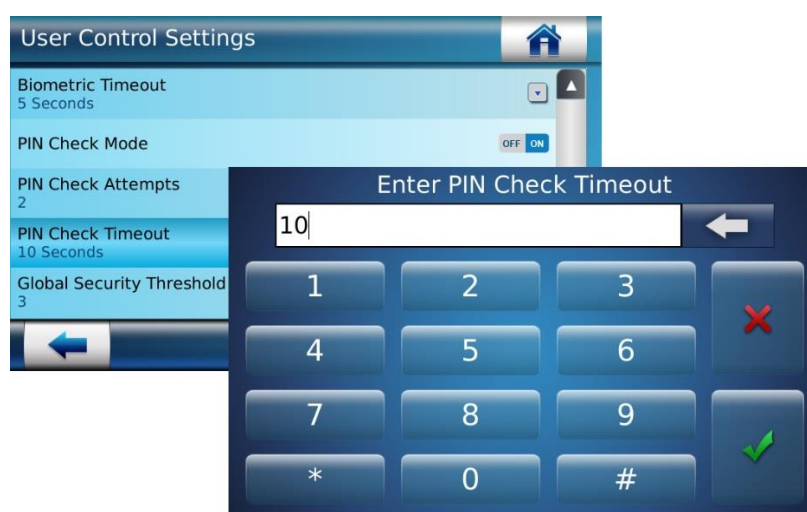 User Control Settings
Biometric Timeout
5 Seconds
PIN Check Mode
OFF ON
PIN Check Attempts
2
PIN Check Timeout
10 Seconds
Global Security Threshold
3
Enter PIN Check Timeout
10
1 2 3
4 5 6
7 8 9
* 0 #